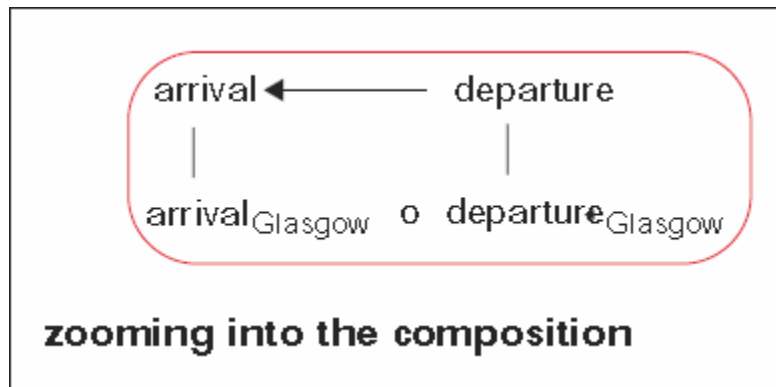 arrival departure
arrivalGlasgow o departureGlasgow
zooming into the composition